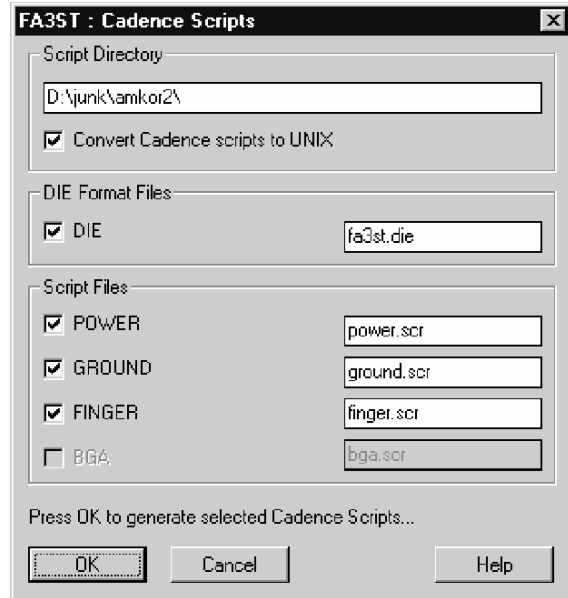 FA3ST : Cadence Scripts
Script Directory
D:\junk\amkor2\
Convert Cadence scripts to UNIX
DIE Format Files
DIE fa3st.die
Script Files
POWER power.scr
GROUND ground.scr
FINGER finger.scr
BGA bga.scr
Press OK to generate selected Cadence Scripts...
OK Cancel Help